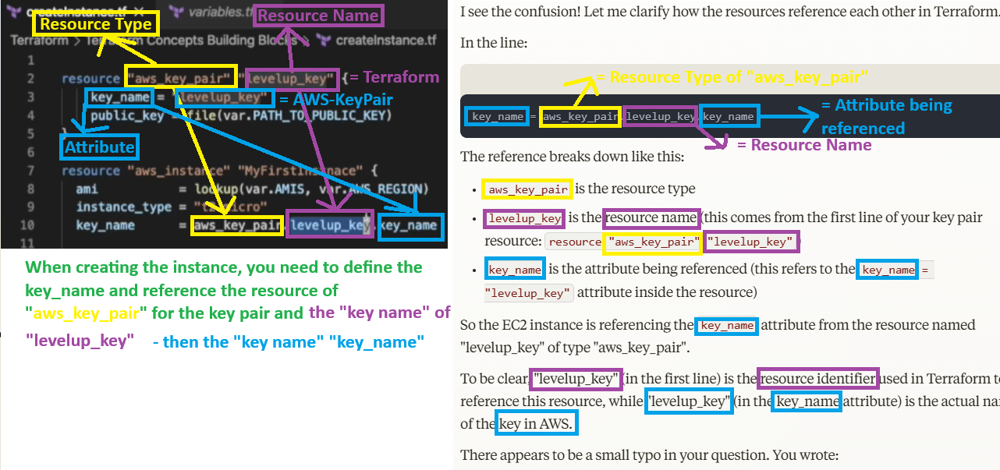 createInstance.tf
variables.tf
Resource Type
Resource Name
Terraform > Terraform Concepts Building Blocks > createInstance.tf
1
2 resource "aws_key_pair" "levelup_key" { = Terraform
3 key_name = "levelup_key" = AWS-KeyPair
4 public_key = file(var.PATH_TO_PUBLIC_KEY)
5 }
Attribute
6
7 resource "aws_instance" "MyFirstInstnace" {
8 ami = lookup(var.AMIS, var.AWS_REGION)
9 instance_type = "t2.micro"
10 key_name = aws_key_pair.levelup_key.key_name
11
When creating the instance, you need to define the
key_name and reference the resource of
"aws_key_pair" for the key pair and the "key name" of
"levelup_key" - then the "key name" "key_name"
I see the confusion! Let me clarify how the resources reference each other in Terraform.
In the line:
= Resource Type of "aws_key_pair"
key_name = aws_key_pair.levelup_key.key_name
= Attribute being
referenced
= Resource Name
The reference breaks down like this:
• aws_key_pair is the resource type
• levelup_key is the resource name (this comes from the first line of your key pair
resource: resource "aws_key_pair" "levelup_key" )
• key_name is the attribute being referenced (this refers to the key_name =
"levelup_key" attribute inside the resource)
So the EC2 instance is referencing the key_name attribute from the resource named
"levelup_key" of type "aws_key_pair".
To be clear, "levelup_key" (in the first line) is the resource identifier used in Terraform to
reference this resource, while "levelup_key" (in the key_name attribute) is the actual
of the key in AWS.
There appears to be a small typo in your question. You wrote: